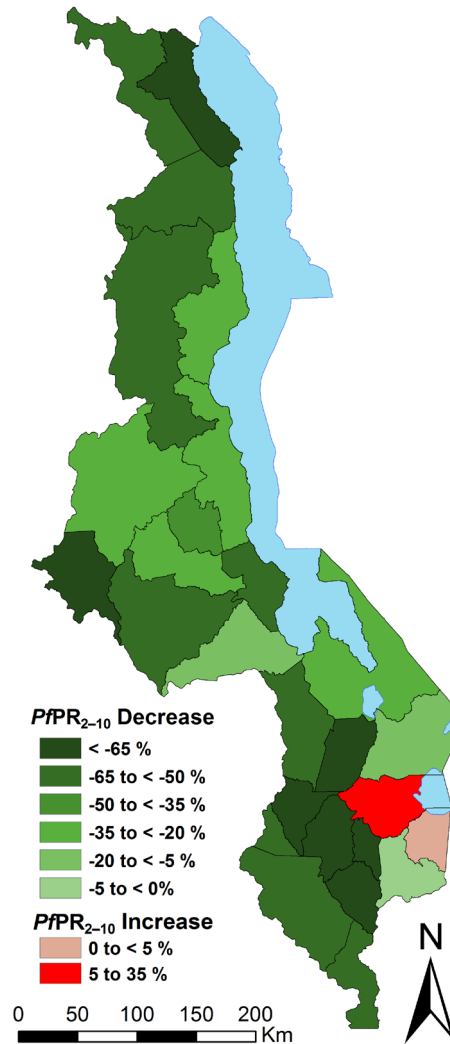 PfPR2–10 Decrease
< -65 %
-65 to < -50 %
-50 to < -35 %
-35 to < -20 %
-20 to < -5 %
-5 to < 0%
PfPR2–10 Increase
0 to < 5 %
5 to 35 %
N
0 50 100 150 200
Km